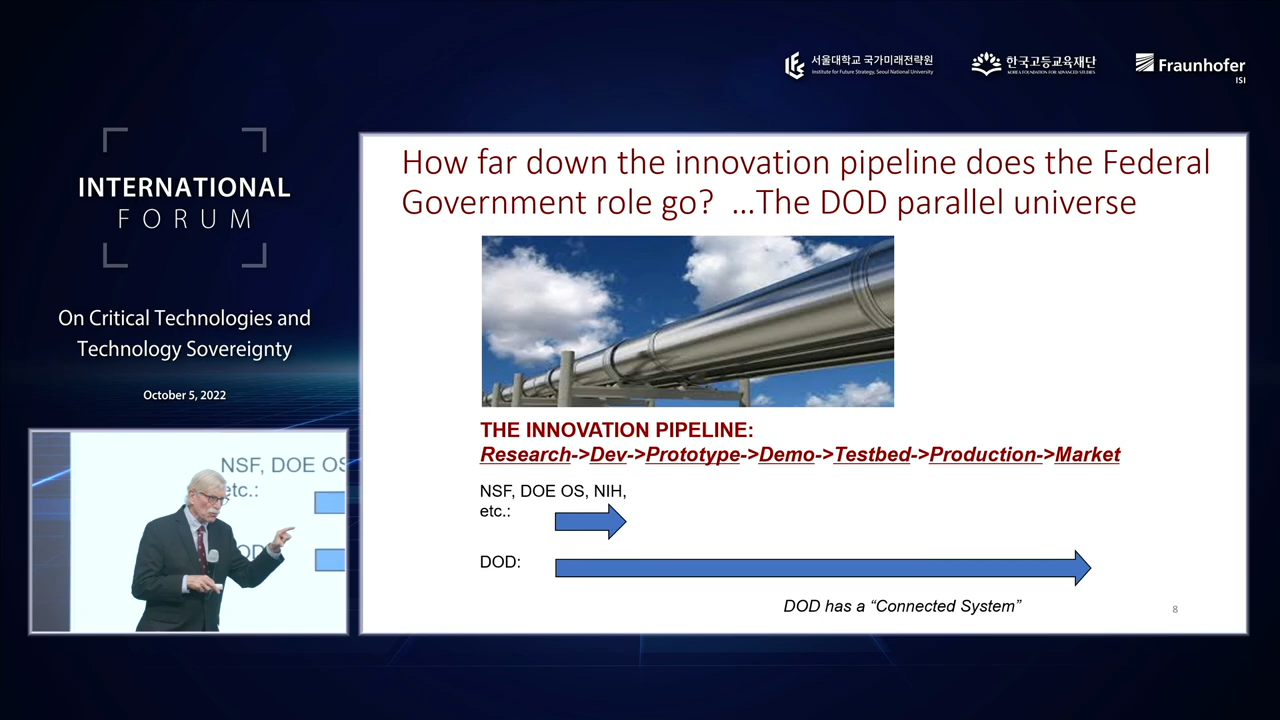 서울대학교 국가미래전략원
Institute for Future Strategy, Seoul National University
한국고등교육재단
KOREA FOUNDATION FOR ADVANCED STUDIES
Fraunhofer
ISI
INTERNATIONAL
FORUM
On Critical Technologies and
Technology Sovereignty
October 5, 2022
How far down the innovation pipeline does the Federal
Government role go?  ...The DOD parallel universe
THE INNOVATION PIPELINE:
Research->Dev->Prototype->Demo->Testbed->Production->Market
NSF, DOE OS, NIH,
etc.:
DOD:
DOD has a “Connected System”
8
NSF, DOE OS
etc.:
OD